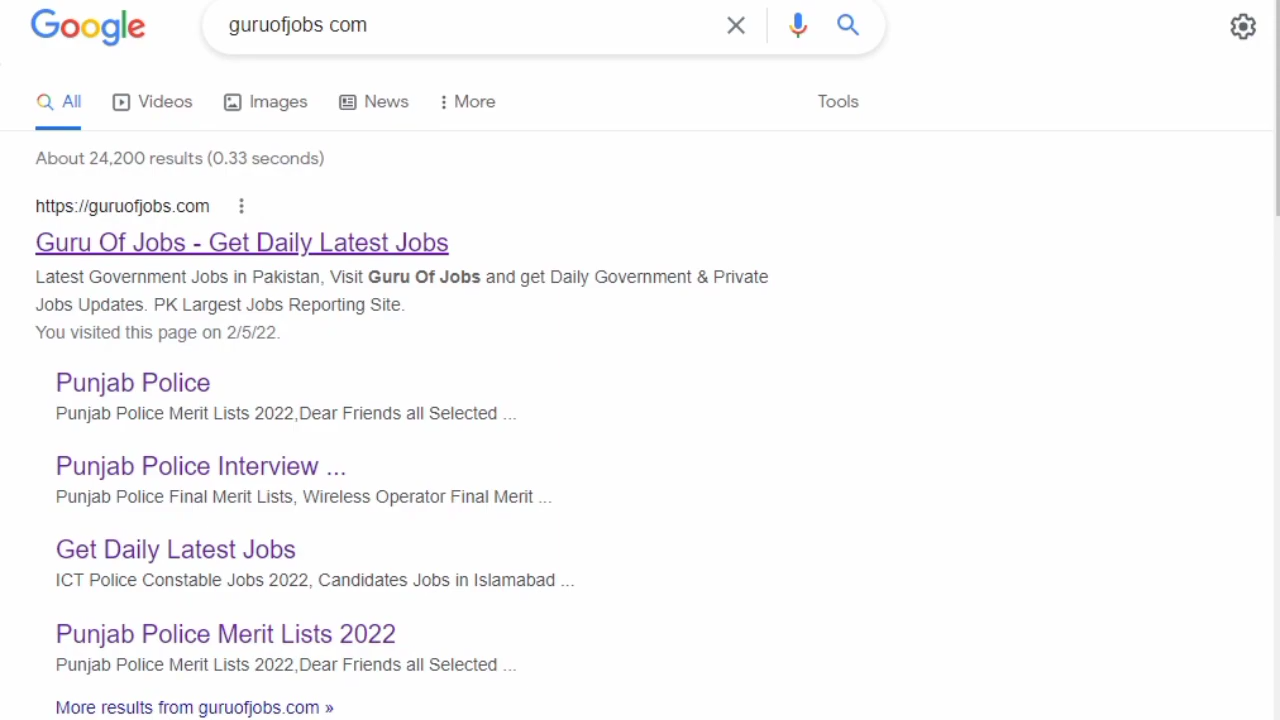 Google
guruofjobs com
All
Videos
Images
News
More
Tools
About 24,200 results (0.33 seconds)
https://guruofjobs.com
Guru Of Jobs - Get Daily Latest Jobs
Latest Government Jobs in Pakistan, Visit Guru Of Jobs and get Daily Government & Private
Jobs Updates. PK Largest Jobs Reporting Site.
You visited this page on 2/5/22.
Punjab Police
Punjab Police Merit Lists 2022,Dear Friends all Selected ...
Punjab Police Interview ...
Punjab Police Final Merit Lists, Wireless Operator Final Merit ...
Get Daily Latest Jobs
ICT Police Constable Jobs 2022, Candidates Jobs in Islamabad ...
Punjab Police Merit Lists 2022
Punjab Police Merit Lists 2022,Dear Friends all Selected ...
More results from guruofjobs.com »